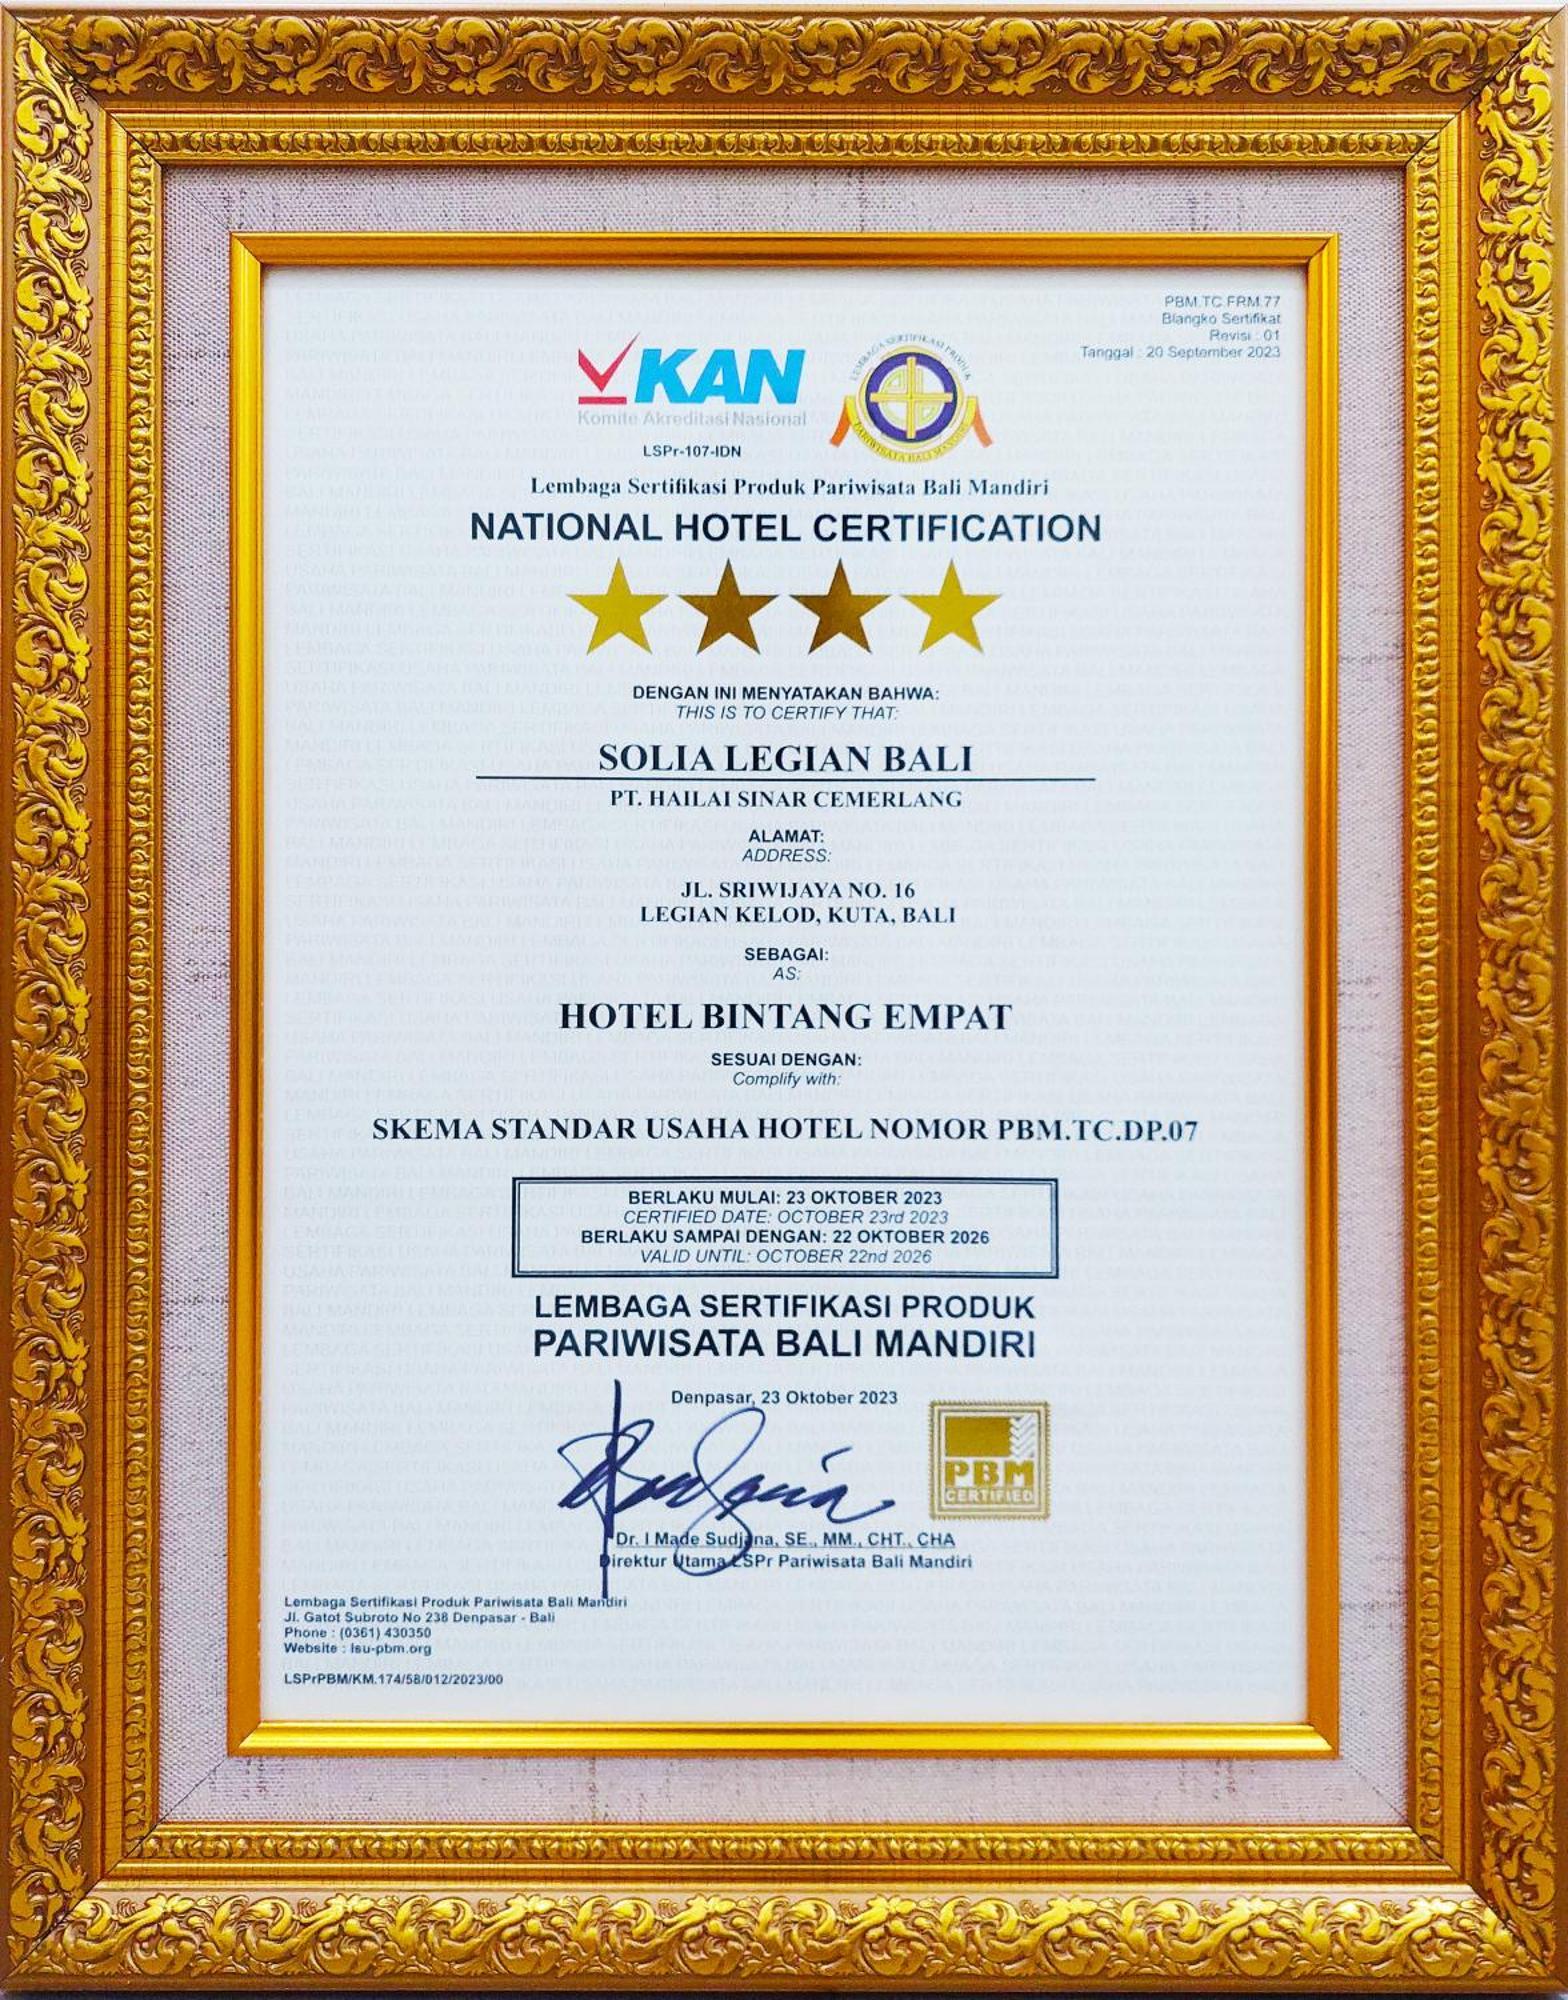 PBM.TC.FRM.77
Blangko Sertifikat
Revisi : 01
Tanggal : 20 September 2023
KAN
Komite Akreditasi Nasional
LSPr-107-IDN
LEMBAGA SERTIFIKASI PRODUK
PARIWISATA BALI MANDIRI
Lembaga Sertifikasi Produk Pariwisata Bali Mandiri
NATIONAL HOTEL CERTIFICATION
DENGAN INI MENYATAKAN BAHWA:
THIS IS TO CERTIFY THAT:
SOLIA LEGIAN BALI
PT. HAILAI SINAR CEMERLANG
ALAMAT:
ADDRESS:
JL. SRIWIJAYA NO. 16
LEGIAN KELOD, KUTA, BALI
SEBAGAI:
AS:
HOTEL BINTANG EMPAT
SESUAI DENGAN:
Complify with:
SKEMA STANDAR USAHA HOTEL NOMOR PBM.TC.DP.07
BERLAKU MULAI: 23 OKTOBER 2023
CERTIFIED DATE: OCTOBER 23rd 2023
BERLAKU SAMPAI DENGAN: 22 OKTOBER 2026
VALID UNTIL: OCTOBER 22nd 2026
LEMBAGA SERTIFIKASI PRODUK
PARIWISATA BALI MANDIRI
Denpasar, 23 Oktober 2023
PBM
CERTIFIED
Dr. I Made Sudjana, SE., MM., CHT., CHA
Direktur Utama LSPr Pariwisata Bali Mandiri
Lembaga Sertifikasi Produk Pariwisata Bali Mandiri
Jl. Gatot Subroto No 238 Denpasar - Bali
Phone : (0361) 430350
Website : lsu-pbm.org
LSPrPBM/KM.174/58/012/2023/00